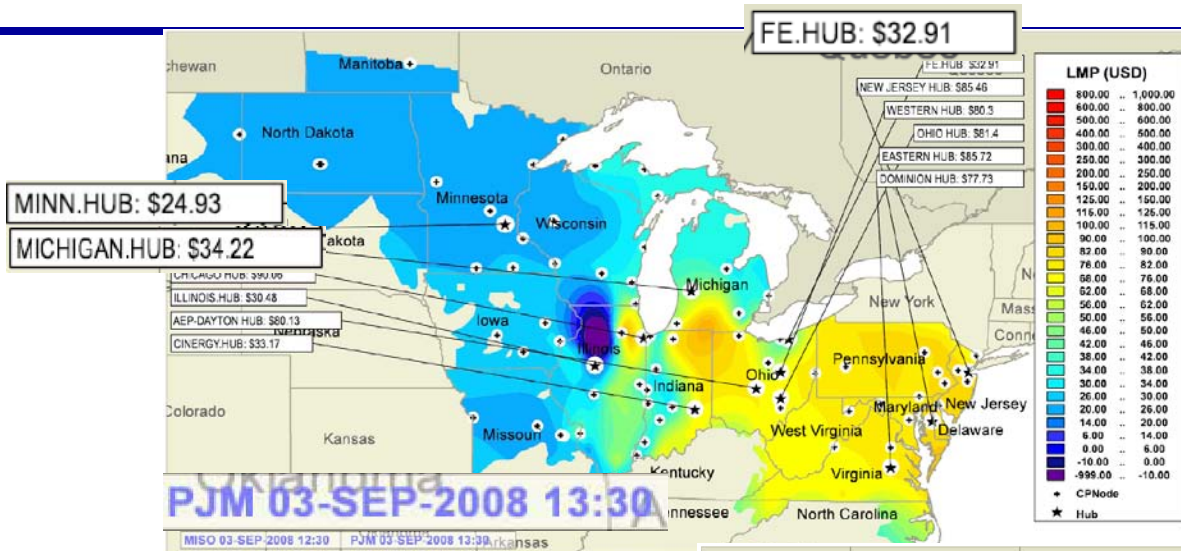 FE.HUB: $32.91
Manitoba
Ontario
FE.HUB: $32.91
NEW JERSEY HUB: $85.46
WESTERN HUB: $80.3
OHIO HUB: $81.4
EASTERN HUB: $85.72
DOMINION HUB: $77.73
North Dakota
Minnesota
Wisconsin
MINN.HUB: $24.93
MICHIGAN.HUB: $34.22
CHICAGO HUB: $90.06
ILLINOIS.HUB: $30.48
AEP-DAYTON HUB: $80.13
CINERGY.HUB: $33.17
Michigan
New York
Iowa
Illinois
Indiana
Ohio
Pennsylvania
Maryland
New Jersey
Delaware
West Virginia
Virginia
Colorado
Kansas
Missouri
Kentucky
North Carolina
Oklahoma
PJM 03-SEP-2008 13:30
MISO 03-SEP-2008 12:30
PJM 03-SEP-2008 13:30
LMP (USD)
800.00 .. 1,000.00
600.00 .. 800.00
500.00 .. 600.00
400.00 .. 500.00
300.00 .. 400.00
250.00 .. 300.00
200.00 .. 250.00
150.00 .. 200.00
125.00 .. 150.00
115.00 .. 125.00
100.00 .. 115.00
90.00 .. 100.00
82.00 .. 90.00
76.00 .. 82.00
68.00 .. 76.00
62.00 .. 68.00
56.00 .. 62.00
50.00 .. 56.00
46.00 .. 50.00
42.00 .. 46.00
38.00 .. 42.00
34.00 .. 38.00
30.00 .. 34.00
26.00 .. 30.00
20.00 .. 26.00
14.00 .. 20.00
6.00 .. 14.00
0.00 .. 6.00
-10.00 .. 0.00
-999.00 .. -10.00
CPNode
Hub